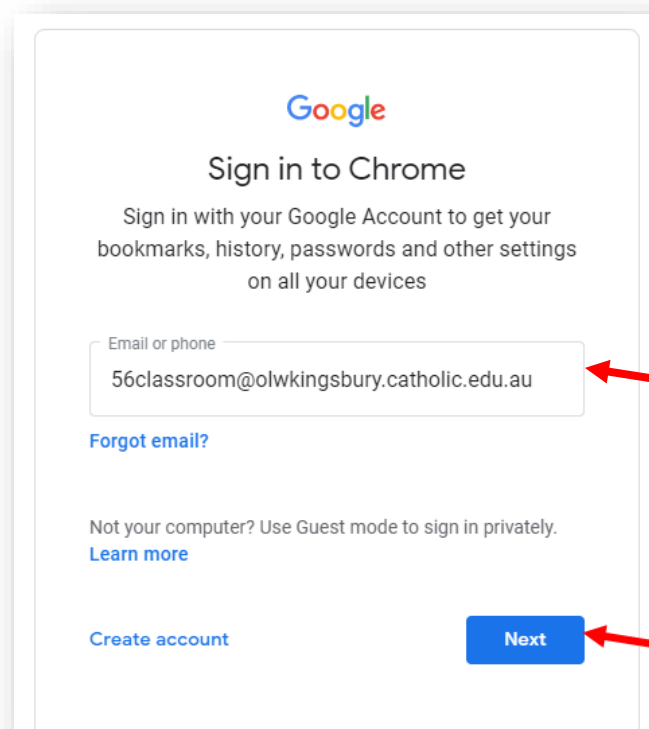 Google
Sign in to Chrome
Sign in with your Google Account to get your
bookmarks, history, passwords and other settings
on all your devices
Email or phone
56classroom@olwkingsbury.catholic.edu.au
Forgot email?
Not your computer? Use Guest mode to sign in privately.
Learn more
Create account
Next